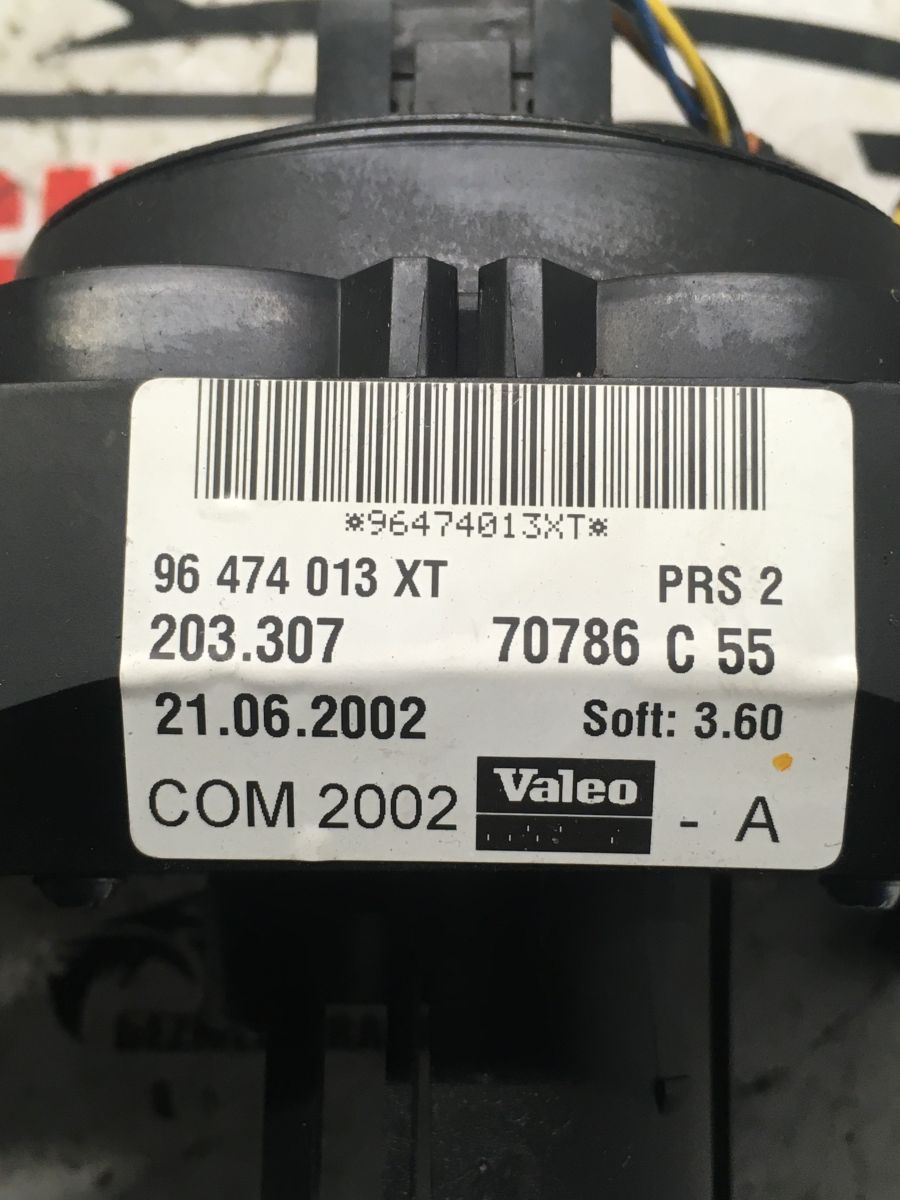 *96474013XT*
96 474 013 XT PRS 2
203.307 70786 C 55
21.06.2002 Soft: 3.60
COM 2002 Valeo - A